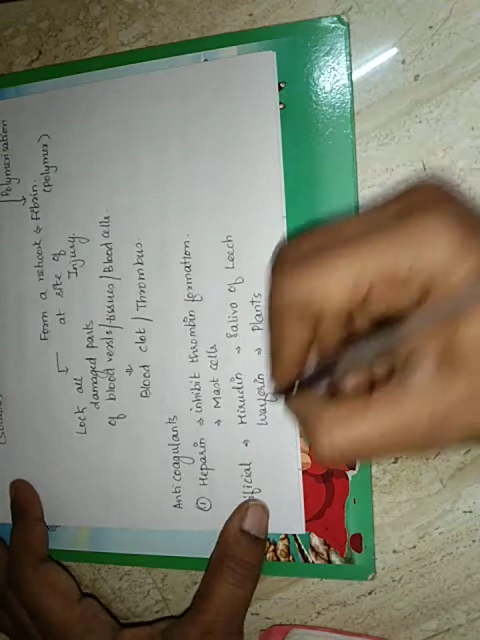 Polymerisation
Form a network ← Fibrin.
(Polymer)
at site of
Injury.
Lock all
damaged parts
of blood vessels/tissues/Blood cells.
Blood clot / Thrombus.
Anticoagulants
① Heparin → inhibit thrombin formation.
→ Mast cells
ificial → Hirudin → Saliva of Leech
Warfarin → Plants